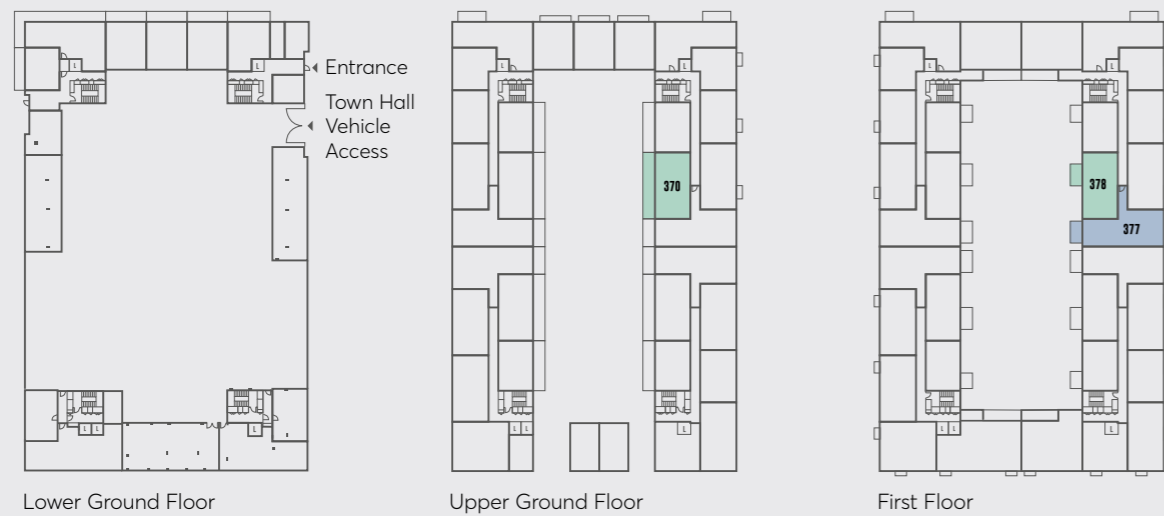 Entrance
Town Hall
Vehicle
Access
L
L
L
L
L
Lower Ground Floor
L
L
370
L
L
L
Upper Ground Floor
L
L
378
377
L
L
L
First Floor